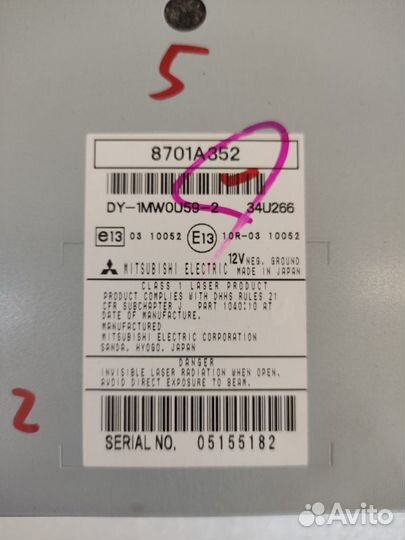 5
8701A352
DY-1MW0U59-2 34U266
e13 03 10052 E13 10R-03 10052
12V NEG. GROUND
MITSUBISHI ELECTRIC MADE IN JAPAN
CLASS 1 LASER PRODUCT
PRODUCT COMPLIES WITH DHHS RULES 21
CFR SUBCHAPTER J PART 1040:10 AT
DATE OF MANUFACTURE.
MANUFACTURED
MITSUBISHI ELECTRIC CORPORATION
SANDA, HYOGO, JAPAN
DANGER
INVISIBLE LASER RADIATION WHEN OPEN.
AVOID DIRECT EXPOSURE TO BEAM.
2
SERIAL NO. 05155182
Avito